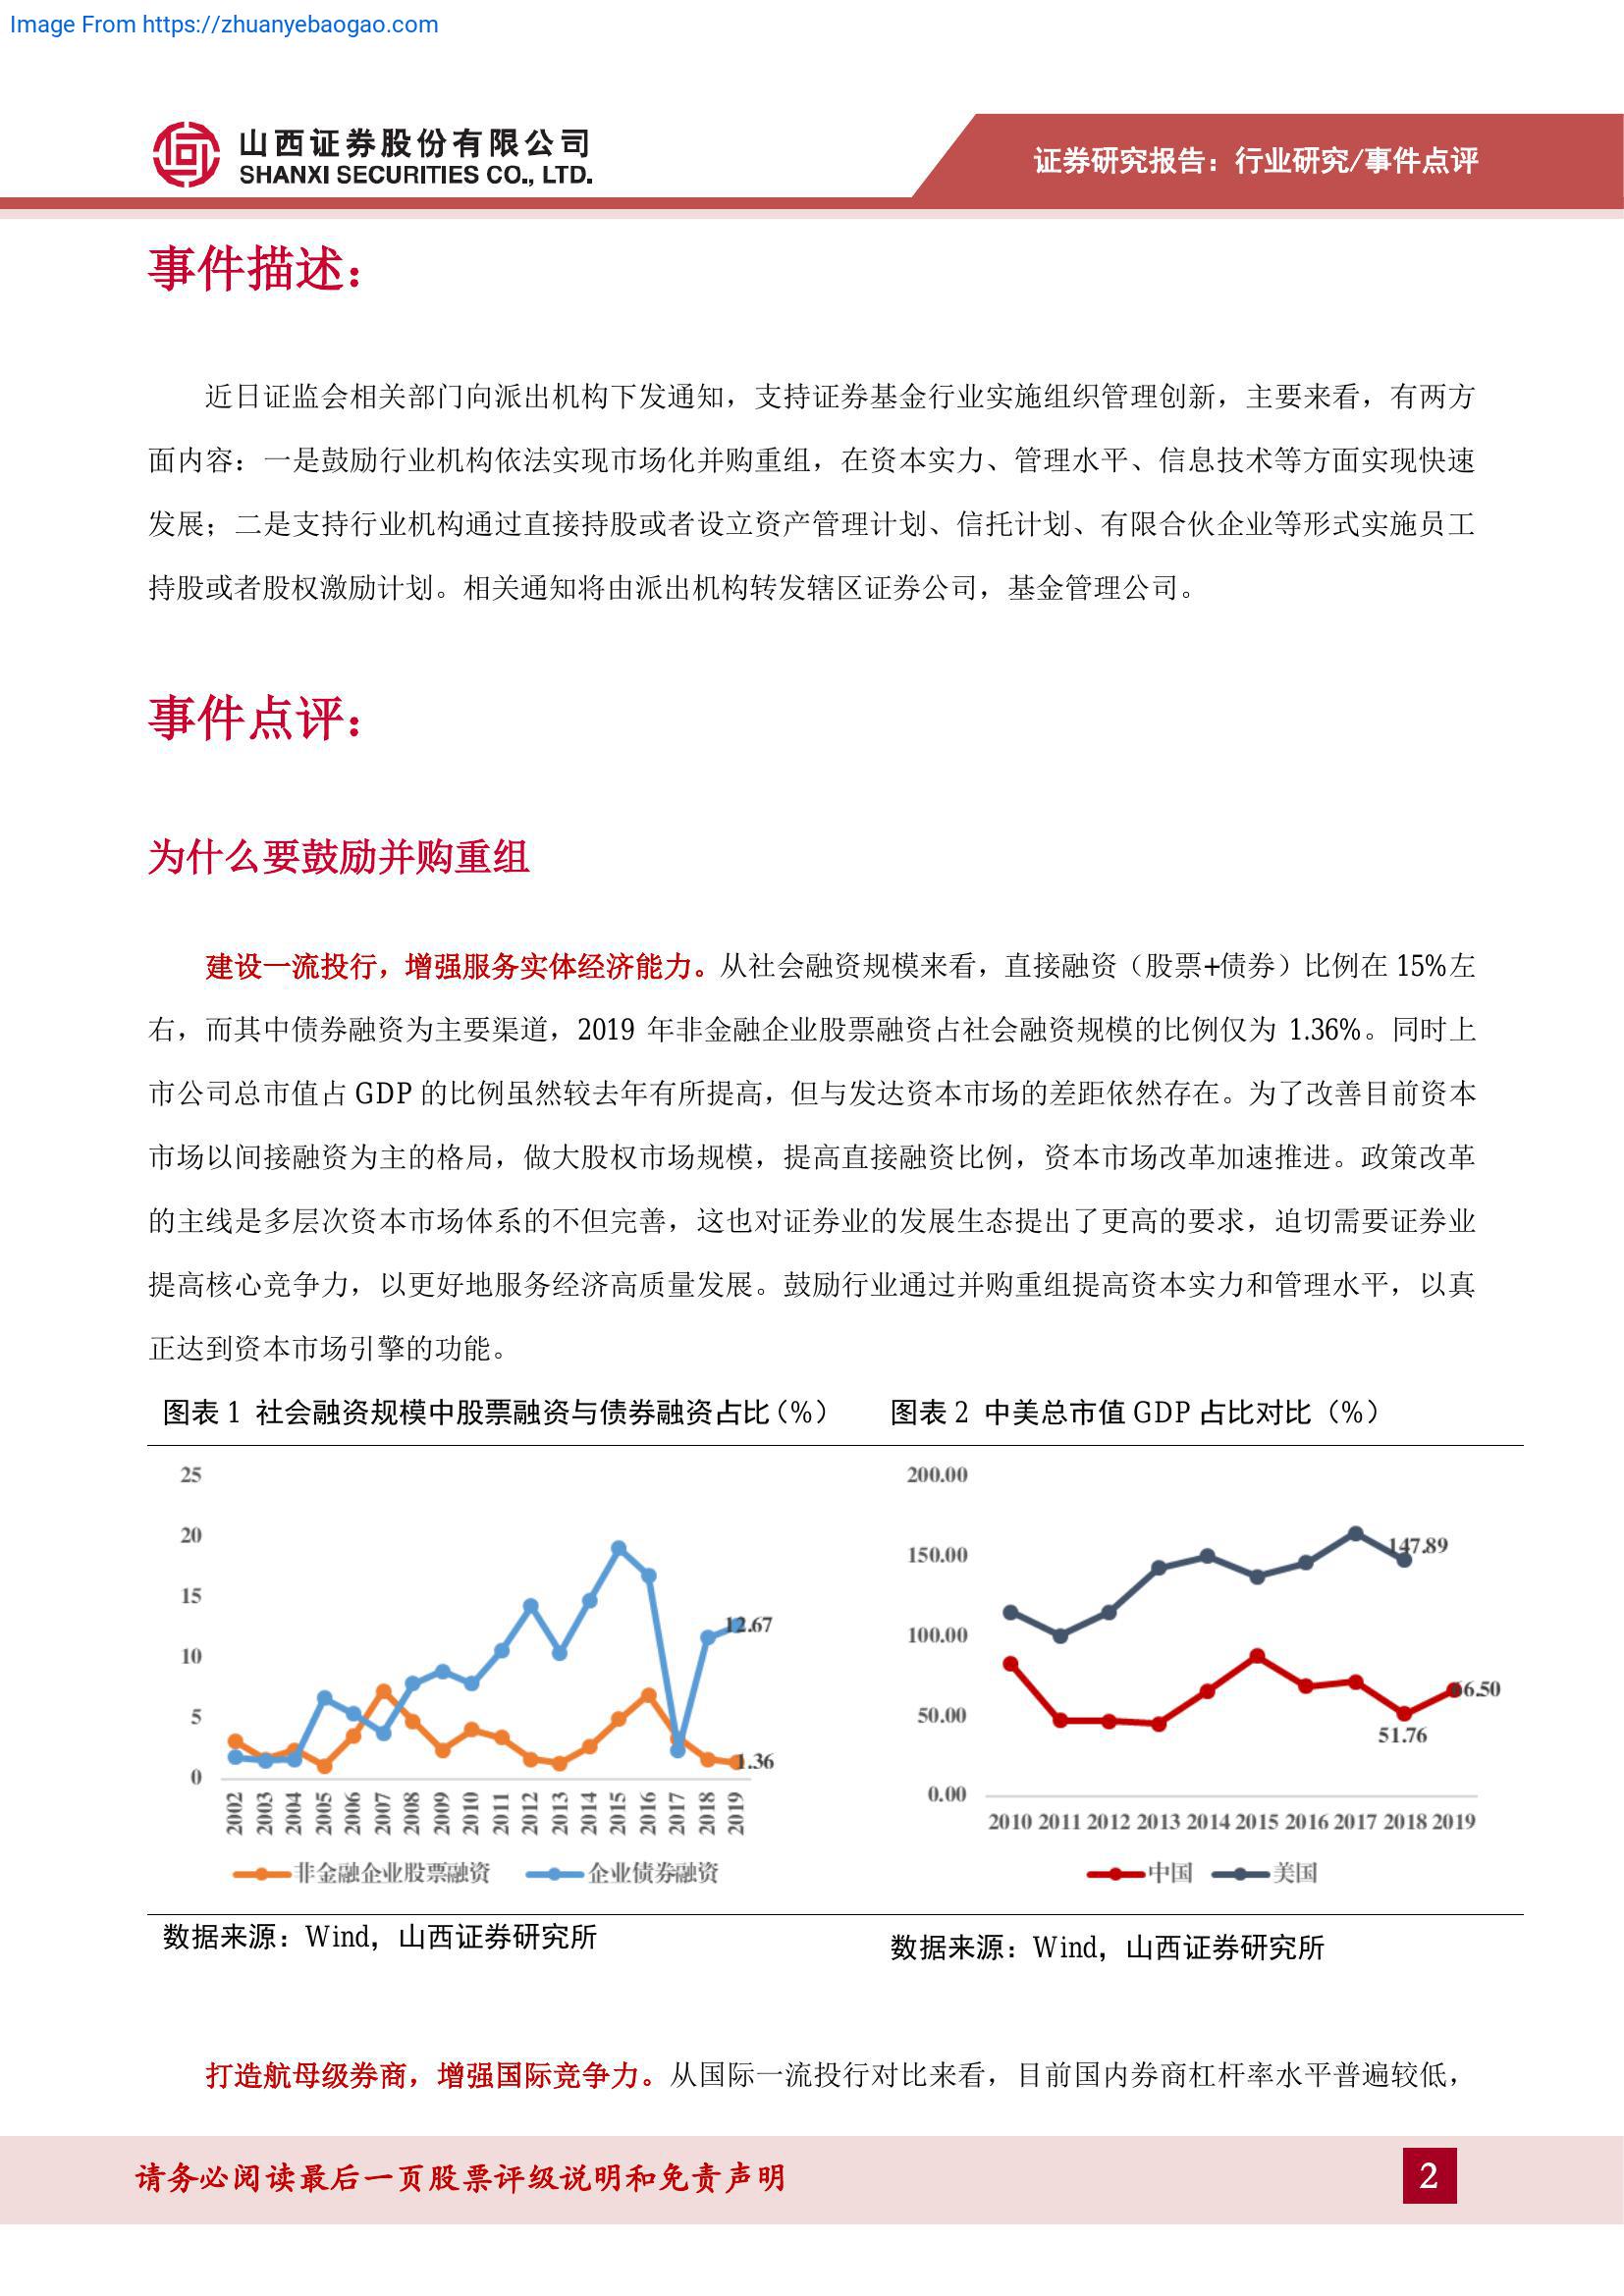 Image From https://zhuanyebaogao.com
山西证券股份有限公司
SHANXI SECURITIES CO., LTD.
证券研究报告：行业研究/事件点评
事件描述：
近日证监会相关部门向派出机构下发通知，支持证券基金行业实施组织管理创新，主要来看，有两方
面内容：一是鼓励行业机构依法实现市场化并购重组，在资本实力、管理水平、信息技术等方面实现快速
发展；二是支持行业机构通过直接持股或者设立资产管理计划、信托计划、有限合伙企业等形式实施员工
持股或者股权激励计划。相关通知将由派出机构转发辖区证券公司，基金管理公司。
事件点评：
为什么要鼓励并购重组
建设一流投行，增强服务实体经济能力。从社会融资规模来看，直接融资（股票+债券）比例在 15%左
右，而其中债券融资为主要渠道，2019 年非金融企业股票融资占社会融资规模的比例仅为 1.36%。同时上
市公司总市值占 GDP 的比例虽然较去年有所提高，但与发达资本市场的差距依然存在。为了改善目前资本
市场以间接融资为主的格局，做大股权市场规模，提高直接融资比例，资本市场改革加速推进。政策改革
的主线是多层次资本市场体系的不但完善，这也对证券业的发展生态提出了更高的要求，迫切需要证券业
提高核心竞争力，以更好地服务经济高质量发展。鼓励行业通过并购重组提高资本实力和管理水平，以真
正达到资本市场引擎的功能。
图表 1 社会融资规模中股票融资与债券融资占比（%）
25
20
15
10
5
0
12.67
1.36
2002 2003 2004 2005 2006 2007 2008 2009 2010 2011 2012 2013 2014 2015 2016 2017 2018 2019
非金融企业股票融资 企业债券融资
数据来源：Wind，山西证券研究所
图表 2 中美总市值 GDP 占比对比（%）
200.00
150.00
100.00
50.00
0.00
147.89
66.50
51.76
2010 2011 2012 2013 2014 2015 2016 2017 2018 2019
中国 美国
数据来源：Wind，山西证券研究所
打造航母级券商，增强国际竞争力。从国际一流投行对比来看，目前国内券商杠杆率水平普遍较低，
请务必阅读最后一页股票评级说明和免责声明
2